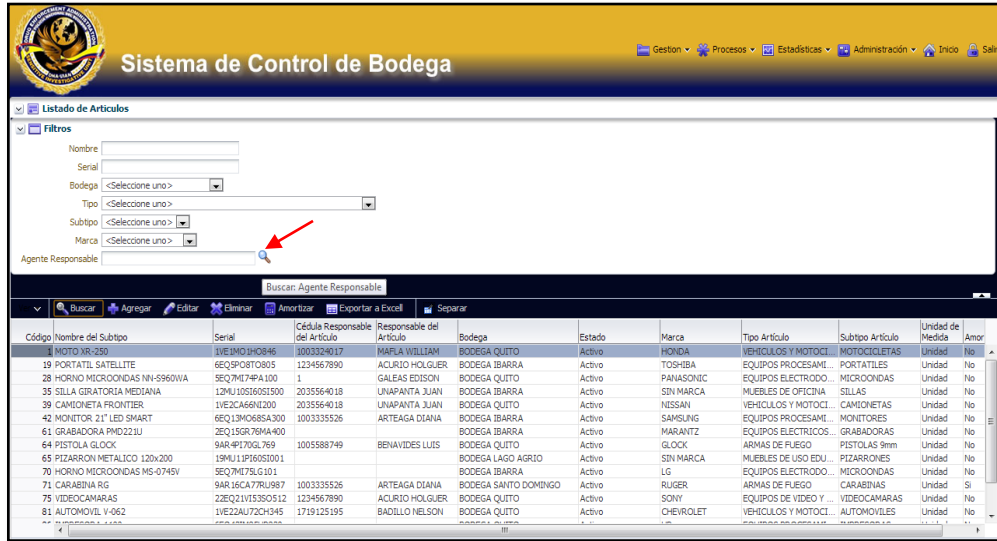 Sistema de Control de Bodega
Gestion Procesos Estadísticas Administración Inicio Salir
Listado de Articulos
Filtros
Nombre
Serial
Bodega <Seleccione uno>
Tipo <Seleccione uno>
Subtipo <Seleccione uno>
Marca <Seleccione uno>
Agente Responsable
Buscar: Agente Responsable
Buscar Agregar Editar Eliminar Amortizar Exportar a Excell Separar
Código Nombre del Subtipo Serial Cédula Responsable del Artículo Responsable del Artículo Bodega Estado Marca Tipo Artículo Subtipo Artículo Unidad de Medida Amor
1 MOTO XR-250 1VE1MO1HO846 1003324017 MAFLA WILLIAM BODEGA QUITO Activo HONDA VEHICULOS Y MOTOCI... MOTOCICLETAS Unidad No
19 PORTATIL SATELLITE 6EQ5PO8TO805 1234567890 ACURIO HOLGUER BODEGA IBARRA Activo TOSHIBA EQUIPOS PROCESAMI... PORTATILES Unidad No
28 HORNO MICROONDAS NN-S960WA 5EQ7MI74PA100 1 GALEAS EDISON BODEGA QUITO Activo PANASONIC EQUIPOS ELECTRODO... MICROONDAS Unidad No
35 SILLA GIRATORIA MEDIANA 12MU10SI60SI500 2035564018 UNAPANTA JUAN BODEGA IBARRA Activo SIN MARCA MUEBLES DE OFICINA SILLAS Unidad No
39 CAMIONETA FRONTIER 1VE2CA66NI200 2035564018 UNAPANTA JUAN BODEGA QUITO Activo NISSAN VEHICULOS Y MOTOCI... CAMIONETAS Unidad No
42 MONITOR 21" LED SMART 6EQ13MO68SA300 1003335526 ARTEAGA DIANA BODEGA IBARRA Activo SAMSUNG EQUIPOS PROCESAMI... MONITORES Unidad No
61 GRABADORA PMD221U 2EQ15GR76MA400 BODEGA IBARRA Activo MARANTZ EQUIPOS ELECTRICOS... GRABADORAS Unidad No
64 PISTOLA GLOCK 9AR4PI70GL769 1005588749 BENAVIDES LUIS BODEGA QUITO Activo GLOCK ARMAS DE FUEGO PISTOLAS 9mm Unidad No
65 PIZARRON METALICO 120x200 19MU11PI60SI001 BODEGA LAGO AGRIO Activo SIN MARCA MUEBLES DE USO EDU... PIZARRONES Unidad No
70 HORNO MICROONDAS MS-0745V 5EQ7MI75LG101 BODEGA IBARRA Activo LG EQUIPOS ELECTRODO... MICROONDAS Unidad No
71 CARABINA RG 9AR16CA77RU987 1003335526 ARTEAGA DIANA BODEGA SANTO DOMINGO Activo RUGER ARMAS DE FUEGO CARABINAS Unidad Si
75 VIDEOCAMARAS 22EQ21VI53SO512 1234567890 ACURIO HOLGUER BODEGA QUITO Activo SONY EQUIPOS DE VIDEO Y ... VIDEOCAMARAS Unidad No
81 AUTOMOVIL V-062 1VE22AU72CH345 1719125195 BADILLO NELSON BODEGA QUITO Activo CHEVROLET VEHICULOS Y MOTOCI... AUTOMOVILES Unidad No